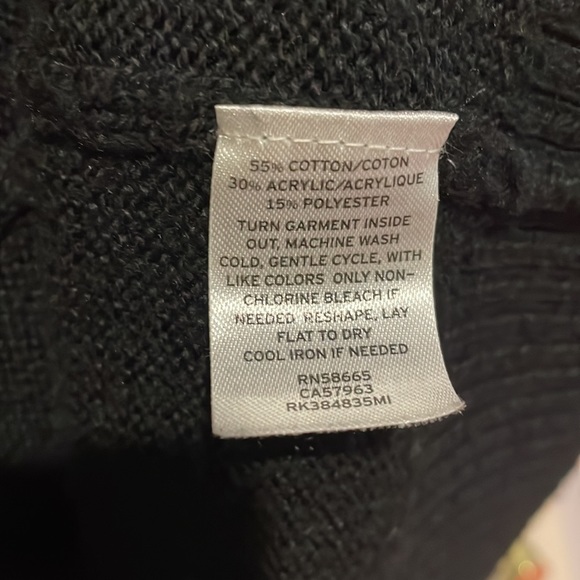 55% COTTON/COTON
30% ACRYLIC/ACRYLIQUE
15% POLYESTER
TURN GARMENT INSIDE
OUT, MACHINE WASH
COLD, GENTLE CYCLE, WITH
LIKE COLORS ONLY NON-
CHLORINE BLEACH IF
NEEDED RESHAPE, LAY
FLAT TO DRY
COOL IRON IF NEEDED
RN58665
CA57963
RK384835MI